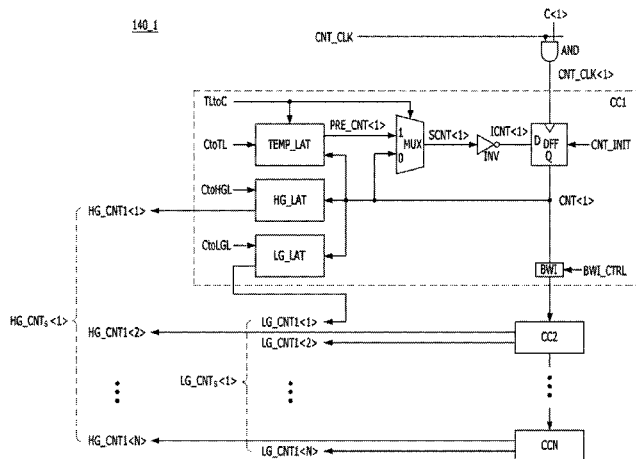 140_1
C<1>
CNT_CLK
AND
CNT_CLK<1>
CC1
TLtoC
PRE_CNT<1>
CtoTL
TEMP_LAT
1
0
MUX
SCNT<1>
INV
ICNT<1>
D
DFF
Q
CNT_INIT
CtoHGL
HG_LAT
HG_CNT1<1>
CNT<1>
CtoLGL
LG_LAT
BWI
BWI_CTRL
HG_CNTs<1>
LG_CNT1<1>
HG_CNT1<2>
LG_CNT1<2>
CC2
LG_CNTs<1>
HG_CNT1<N>
LG_CNT1<N>
CCN